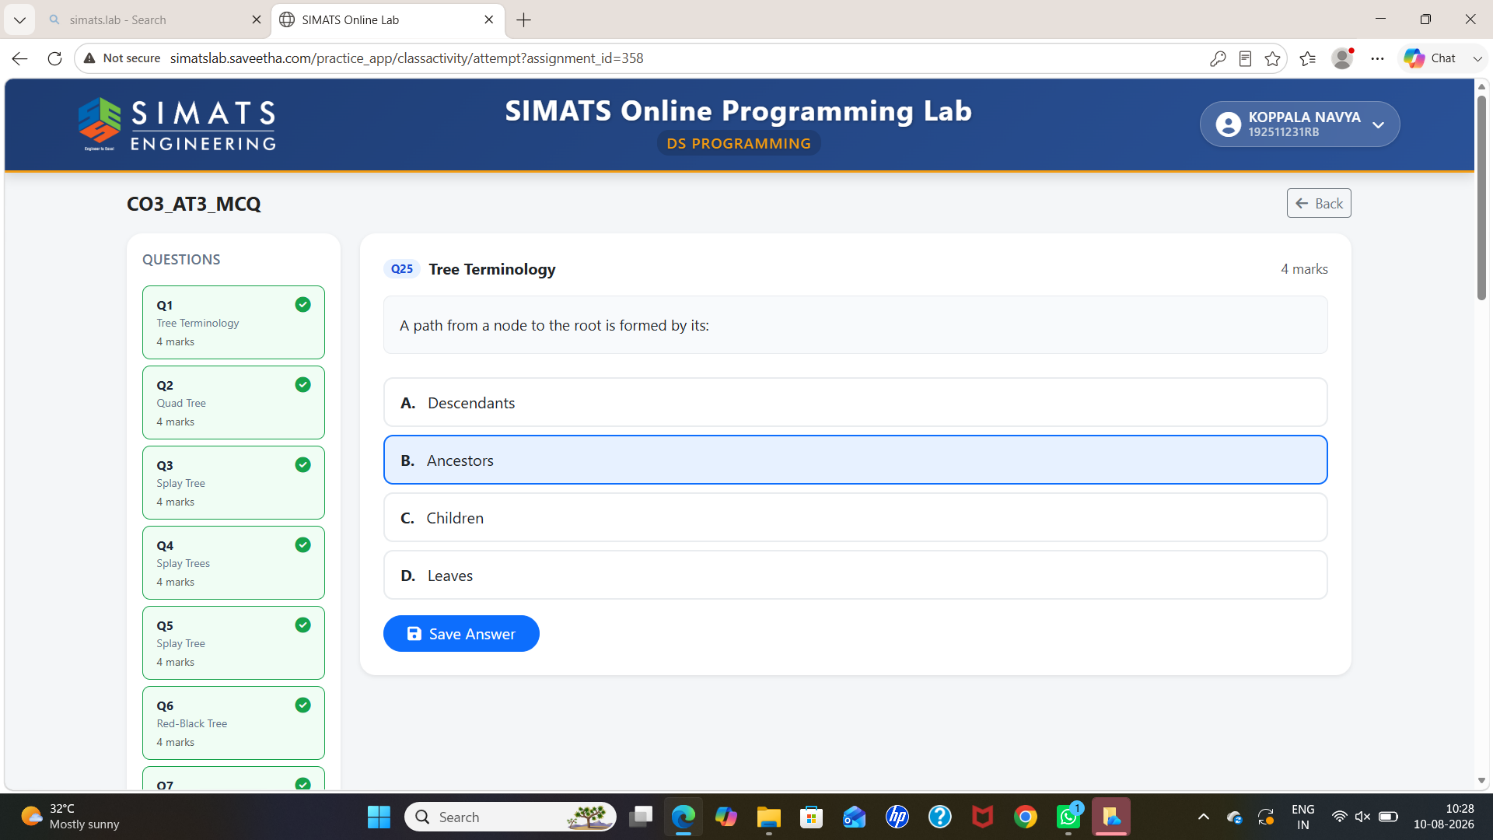 simats.lab - Search
SIMATS Online Lab
Not secure simatslab.saveetha.com/practice_app/classactivity/attempt?assignment_id=358
Chat
SIMATS
ENGINEERING
SIMATS Online Programming Lab
DS PROGRAMMING
KOPPALA NAVYA
192511231RB
CO3_AT3_MCQ
Back
QUESTIONS
Q1
Tree Terminology
4 marks
Q2
Quad Tree
4 marks
Q3
Splay Tree
4 marks
Q4
Splay Trees
4 marks
Q5
Splay Tree
4 marks
Q6
Red-Black Tree
4 marks
Q7
Q25 Tree Terminology 4 marks
A path from a node to the root is formed by its:
A. Descendants
B. Ancestors
C. Children
D. Leaves
Save Answer
32°C
Mostly sunny
Search
hp
1
ENG
IN
10:28
10-08-2026